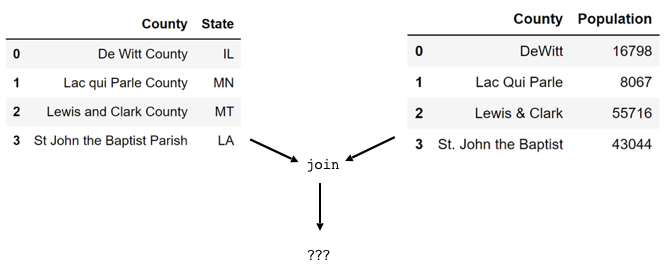 County State
0 De Witt County IL
1 Lac qui Parle County MN
2 Lewis and Clark County MT
3 St John the Baptist Parish LA
County Population
0 DeWitt 16798
1 Lac Qui Parle 8067
2 Lewis & Clark 55716
3 St. John the Baptist 43044
join
???